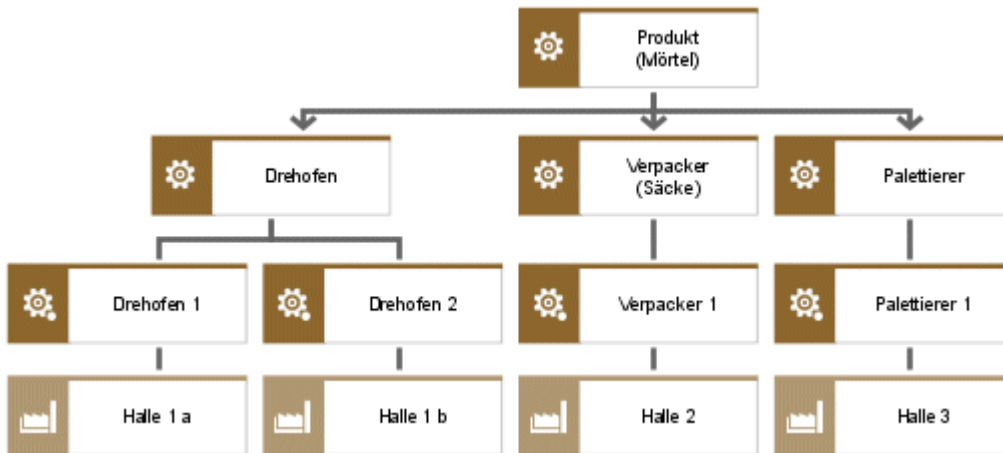 Produkt
(Mörtel)
Drehofen
Verpacker
(Säcke)
Palettierer
Drehofen 1
Drehofen 2
Verpacker 1
Palettierer 1
Halle 1 a
Halle 1 b
Halle 2
Halle 3